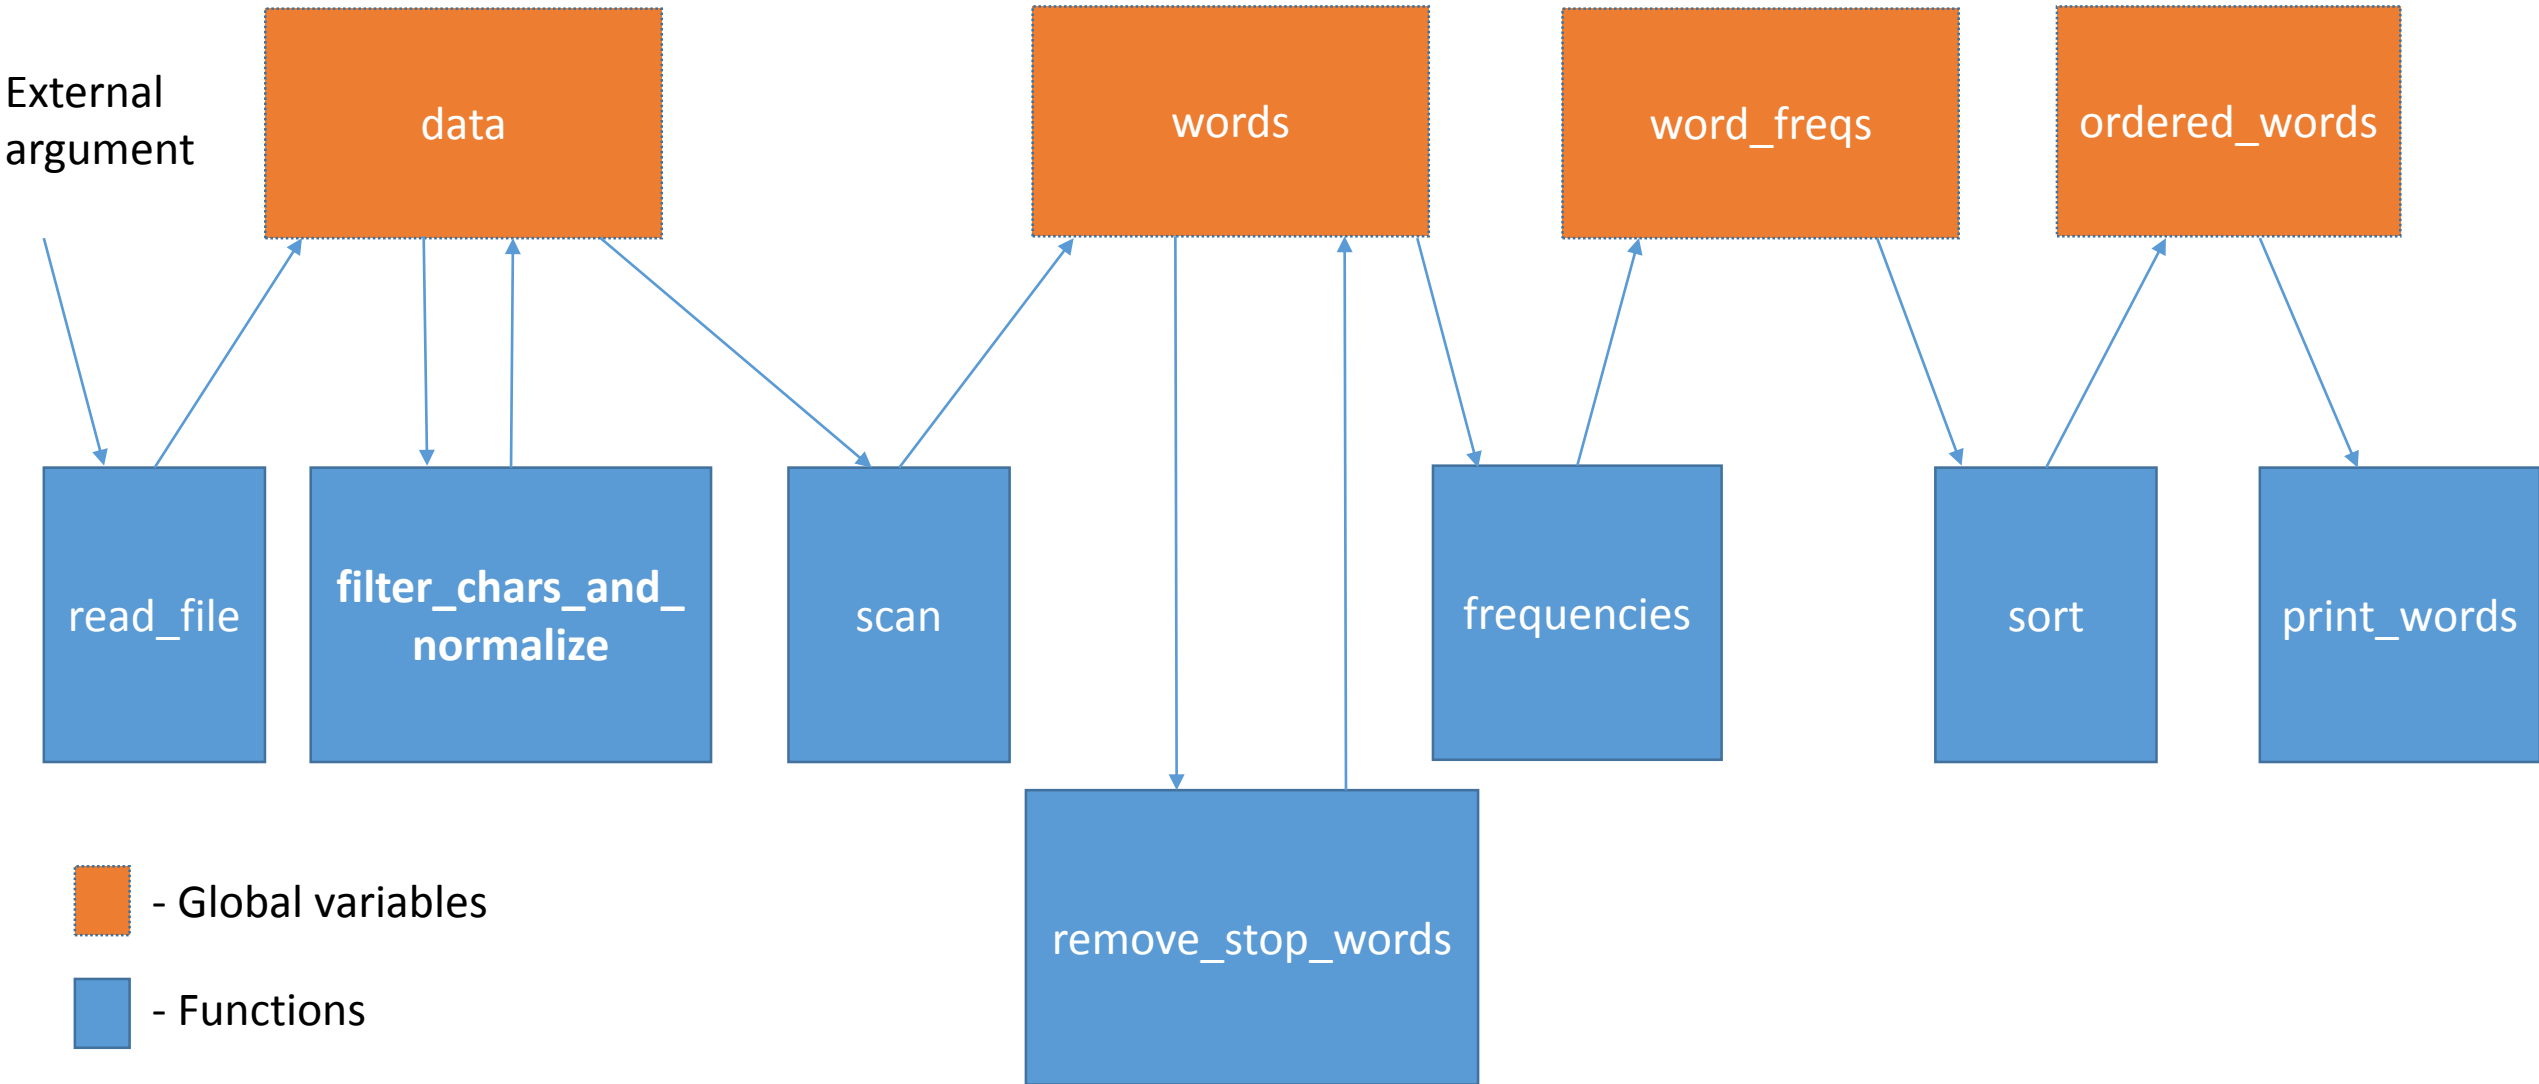 External
argument
data
words
word_freqs
ordered_words
read_file
filter_chars_and_
normalize
scan
frequencies
sort
print_words
remove_stop_words
- Global variables
- Functions